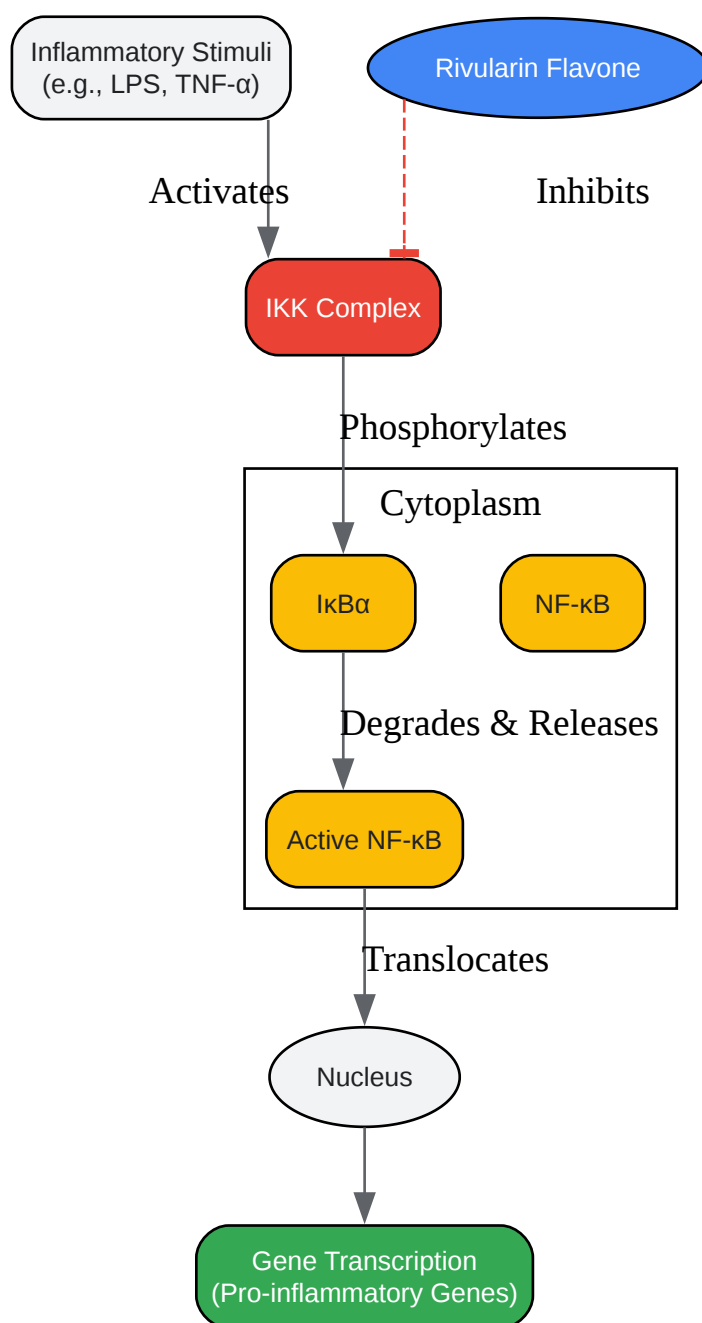 Inflammatory Stimuli
(e.g., LPS, TNF-α)
Rivularin Flavone
Activates
Inhibits
IKK Complex
Phosphorylates
Cytoplasm
IκBα
NF-κB
Degrades & Releases
Active NF-κB
Translocates
Nucleus
Gene Transcription
(Pro-inflammatory Genes)